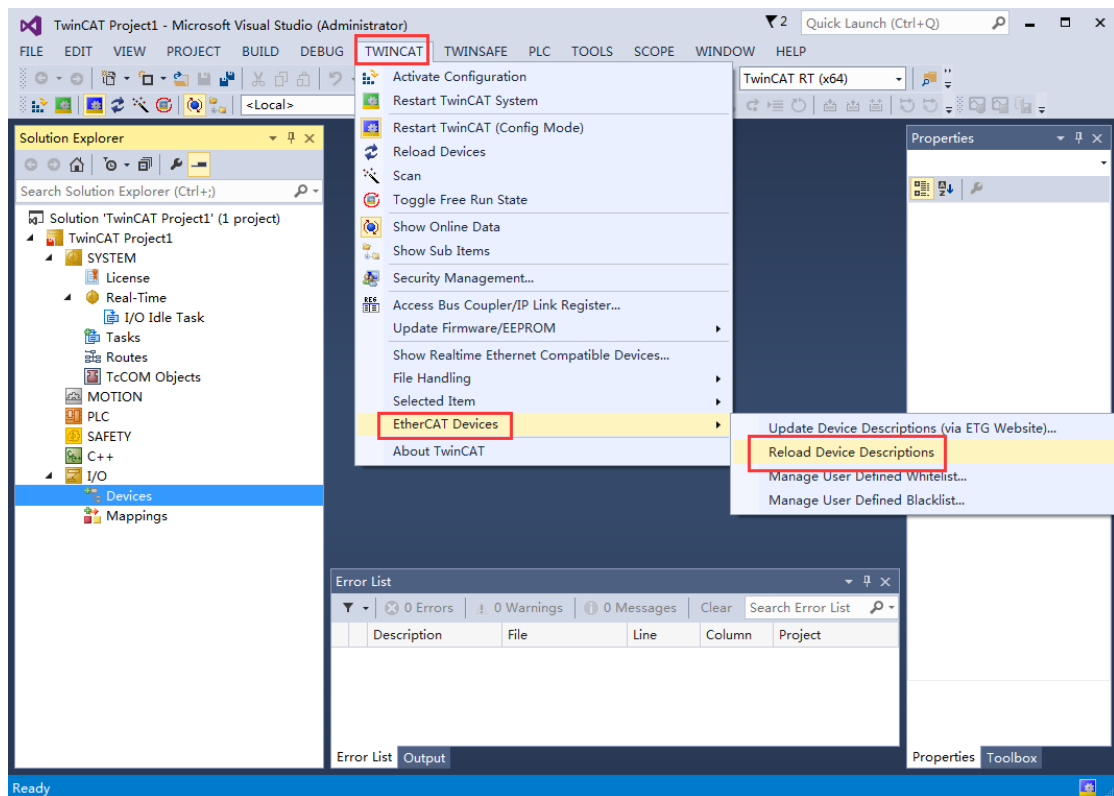 TwinCAT Project1 - Microsoft Visual Studio (Administrator)
2
Quick Launch (Ctrl+Q)
FILE EDIT VIEW PROJECT BUILD DEBUG TWINCAT TWINSAFE PLC TOOLS SCOPE WINDOW HELP
TwinCAT RT (x64)
<Local>
Activate Configuration
Restart TwinCAT System
Restart TwinCAT (Config Mode)
Reload Devices
Scan
Toggle Free Run State
Show Online Data
Show Sub Items
Security Management...
Access Bus Coupler/IP Link Register...
Update Firmware/EEPROM
Show Realtime Ethernet Compatible Devices...
File Handling
Selected Item
EtherCAT Devices
About TwinCAT
Update Device Descriptions (via ETG Website)...
Reload Device Descriptions
Manage User Defined Whitelist...
Manage User Defined Blacklist...
Solution Explorer
Search Solution Explorer (Ctrl+;)
Solution 'TwinCAT Project1' (1 project)
TwinCAT Project1
SYSTEM
License
Real-Time
I/O Idle Task
Tasks
Routes
TcCOM Objects
MOTION
PLC
SAFETY
C++
I/O
Devices
Mappings
Properties
Error List
0 Errors 0 Warnings 0 Messages Clear Search Error List
Description File Line Column Project
Error List Output
Properties Toolbox
Ready